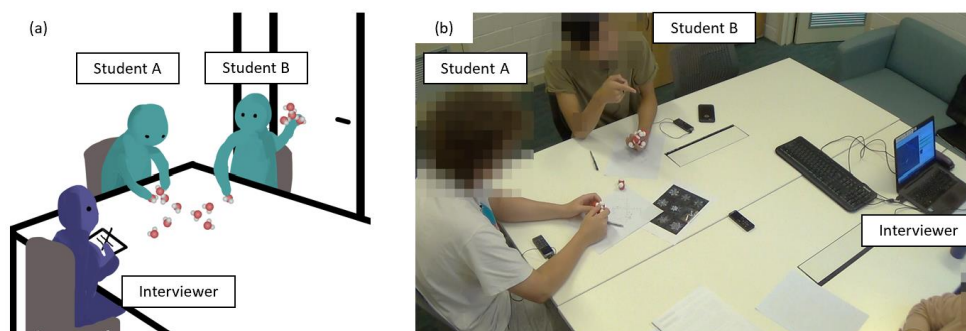 (a)
Student A
Student B
Interviewer
(b)
Student B
Student A
Interviewer